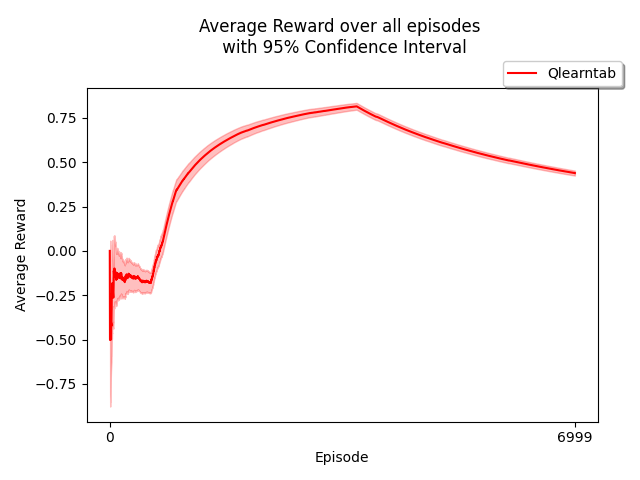 Average Reward over all episodes
with 95% Confidence Interval
Qlearntab
0.75
0.50
0.25
0.00
−0.25
−0.50
−0.75
Average Reward
0
6999
Episode